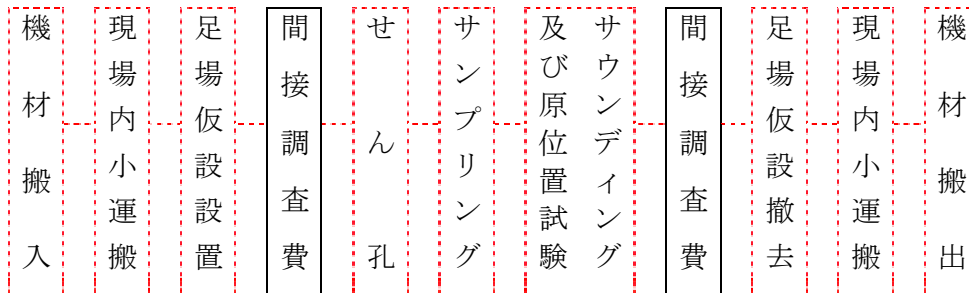 機材搬入
現場内小運搬
足場仮設設置
間接調査費
せん孔
サンプリング
サウンディング
及び原位置試験
間接調査費
足場仮設撤去
現場内小運搬
機材搬出